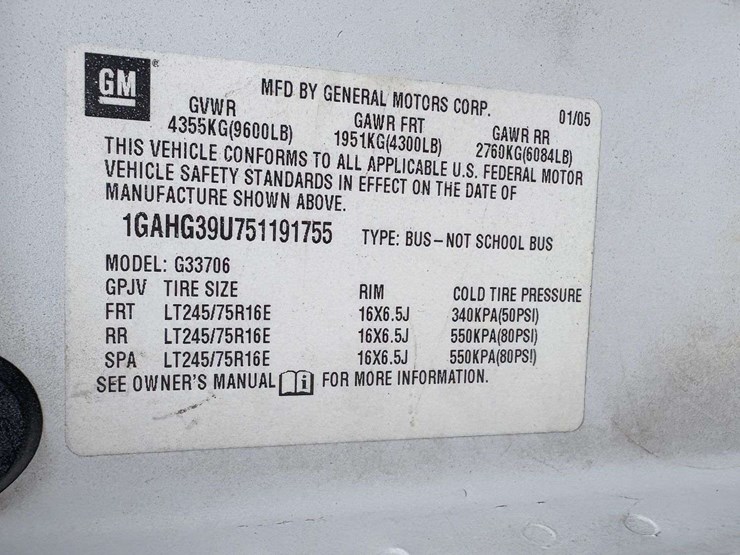 GM ®
MFD BY GENERAL MOTORS CORP. 01/05
GVWR GAWR FRT GAWR RR
4355KG(9600LB) 1951KG(4300LB) 2760KG(6084LB)
THIS VEHICLE CONFORMS TO ALL APPLICABLE U.S. FEDERAL MOTOR
VEHICLE SAFETY STANDARDS IN EFFECT ON THE DATE OF
MANUFACTURE SHOWN ABOVE.
1GAHG39U751191755 TYPE: BUS-NOT SCHOOL BUS
MODEL: G33706
GPJV TIRE SIZE RIM COLD TIRE PRESSURE
FRT LT245/75R16E 16X6.5J 340KPA(50PSI)
RR LT245/75R16E 16X6.5J 550KPA(80PSI)
SPA LT245/75R16E 16X6.5J 550KPA(80PSI)
SEE OWNER'S MANUAL i FOR MORE INFORMATION.